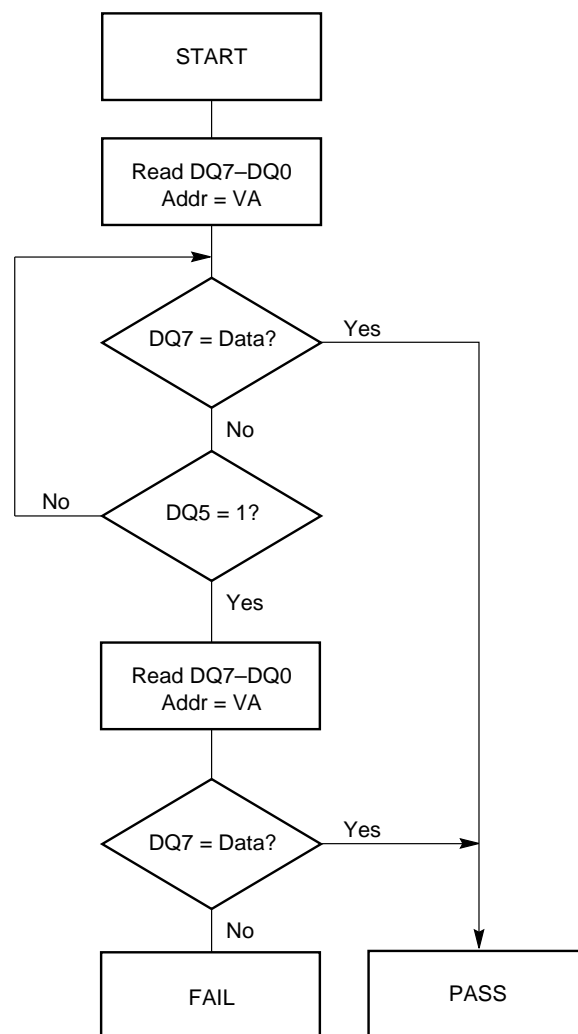 START
Read DQ7–DQ0
Addr = VA
DQ7 = Data?
Yes
No
No
DQ5 = 1?
Yes
Read DQ7–DQ0
Addr = VA
DQ7 = Data?
Yes
No
FAIL
PASS